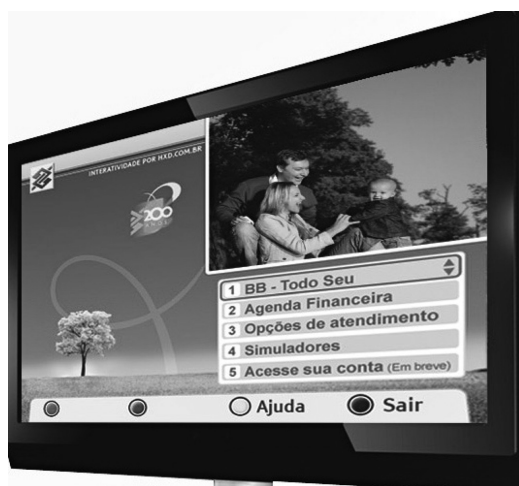 INTERATIVIDADE POR HXD.COM.BR
200
ANOS
1 BB - Todo Seu
2 Agenda Financeira
3 Opções de atendimento
4 Simuladores
5 Acesse sua conta (Em breve)
Ajuda
Sair